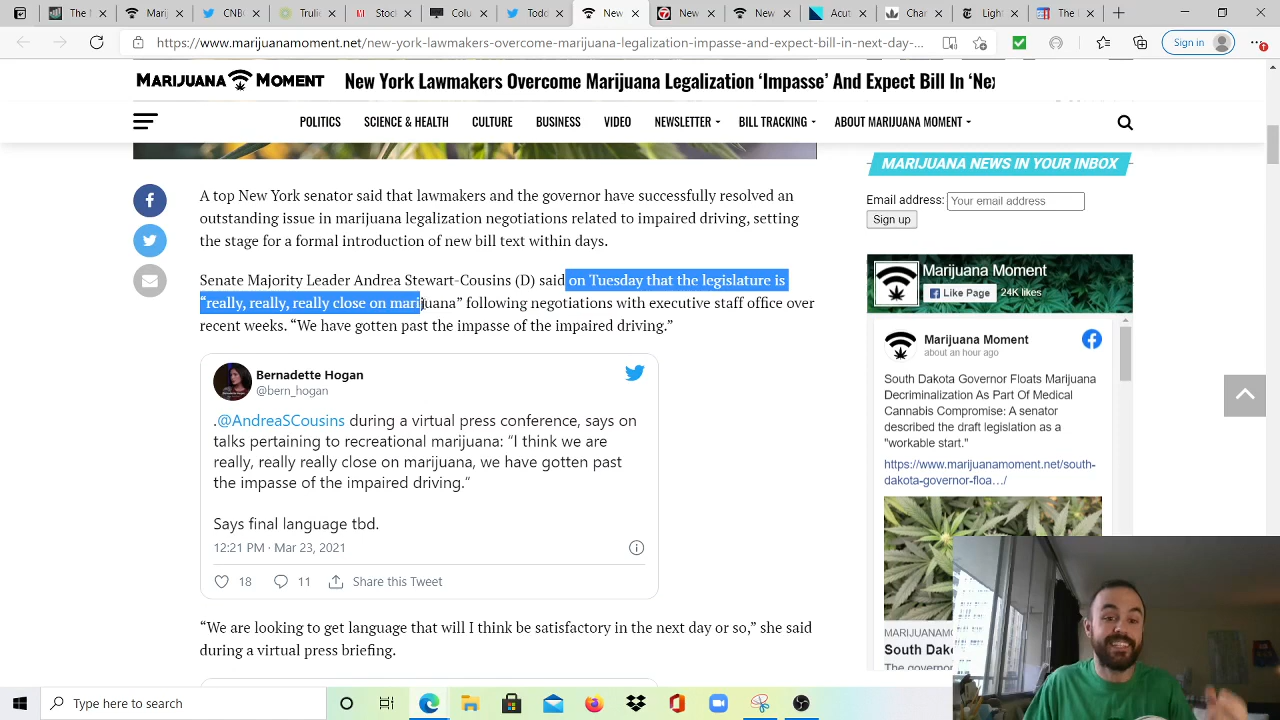 New
New
New
https://www.marijuanamoment.net/new-york-lawmakers-overcome-marijuana-legalization-impasse-and-expect-bill-in-next-day-...
Sign in
MARIJUANA MOMENT
New York Lawmakers Overcome Marijuana Legalization ‘Impasse’ And Expect Bill In ‘Nex
POLITICS
SCIENCE & HEALTH
CULTURE
BUSINESS
VIDEO
NEWSLETTER
BILL TRACKING
ABOUT MARIJUANA MOMENT
A top New York senator said that lawmakers and the governor have successfully resolved an
outstanding issue in marijuana legalization negotiations related to impaired driving, setting
the stage for a formal introduction of new bill text within days.
Senate Majority Leader Andrea Stewart-Cousins (D) said on Tuesday that the legislature is
“really, really, really close on marijuana” following negotiations with executive staff office over
recent weeks. “We have gotten past the impasse of the impaired driving.”
Bernadette Hogan
@bern_hogan
.@AndreaSCousins during a virtual press conference, says on
talks pertaining to recreational marijuana: “I think we are
really, really really close on marijuana, we have gotten past
the impasse of the impaired driving.”
Says final language tbd.
12:21 PM · Mar 23, 2021
18
11
Share this Tweet
“We are looking to get language that will I think be satisfactory in the next day or so,” she said
during a virtual press briefing.
MARIJUANA NEWS IN YOUR INBOX
Email address:
Your email address
Sign up
Marijuana Moment
Like Page
24K likes
Marijuana Moment
about an hour ago
South Dakota Governor Floats Marijuana
Decriminalization As Part Of Medical
Cannabis Compromise: A senator
described the draft legislation as a
"workable start."
https://www.marijuanamoment.net/south-
dakota-governor-floa…/
MARIJUANAMO
South Dak
The governo
Type here to search